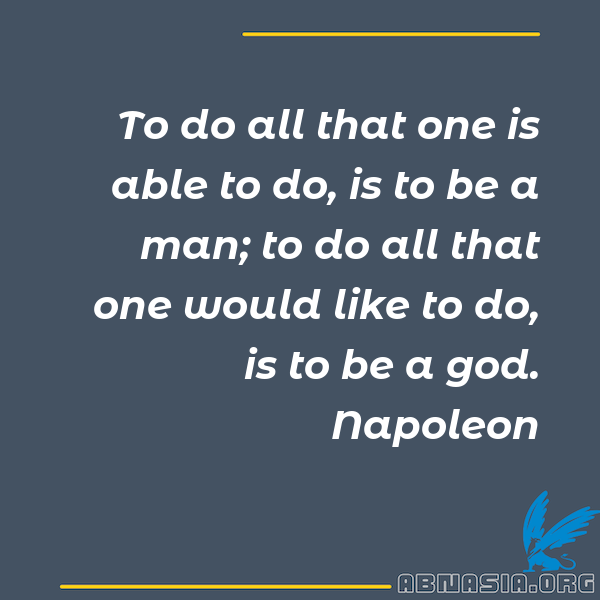 To do all that one is
able to do, is to be a
man; to do all that
one would like to do,
is to be a god.
Napoleon
ABNASIA.ORG